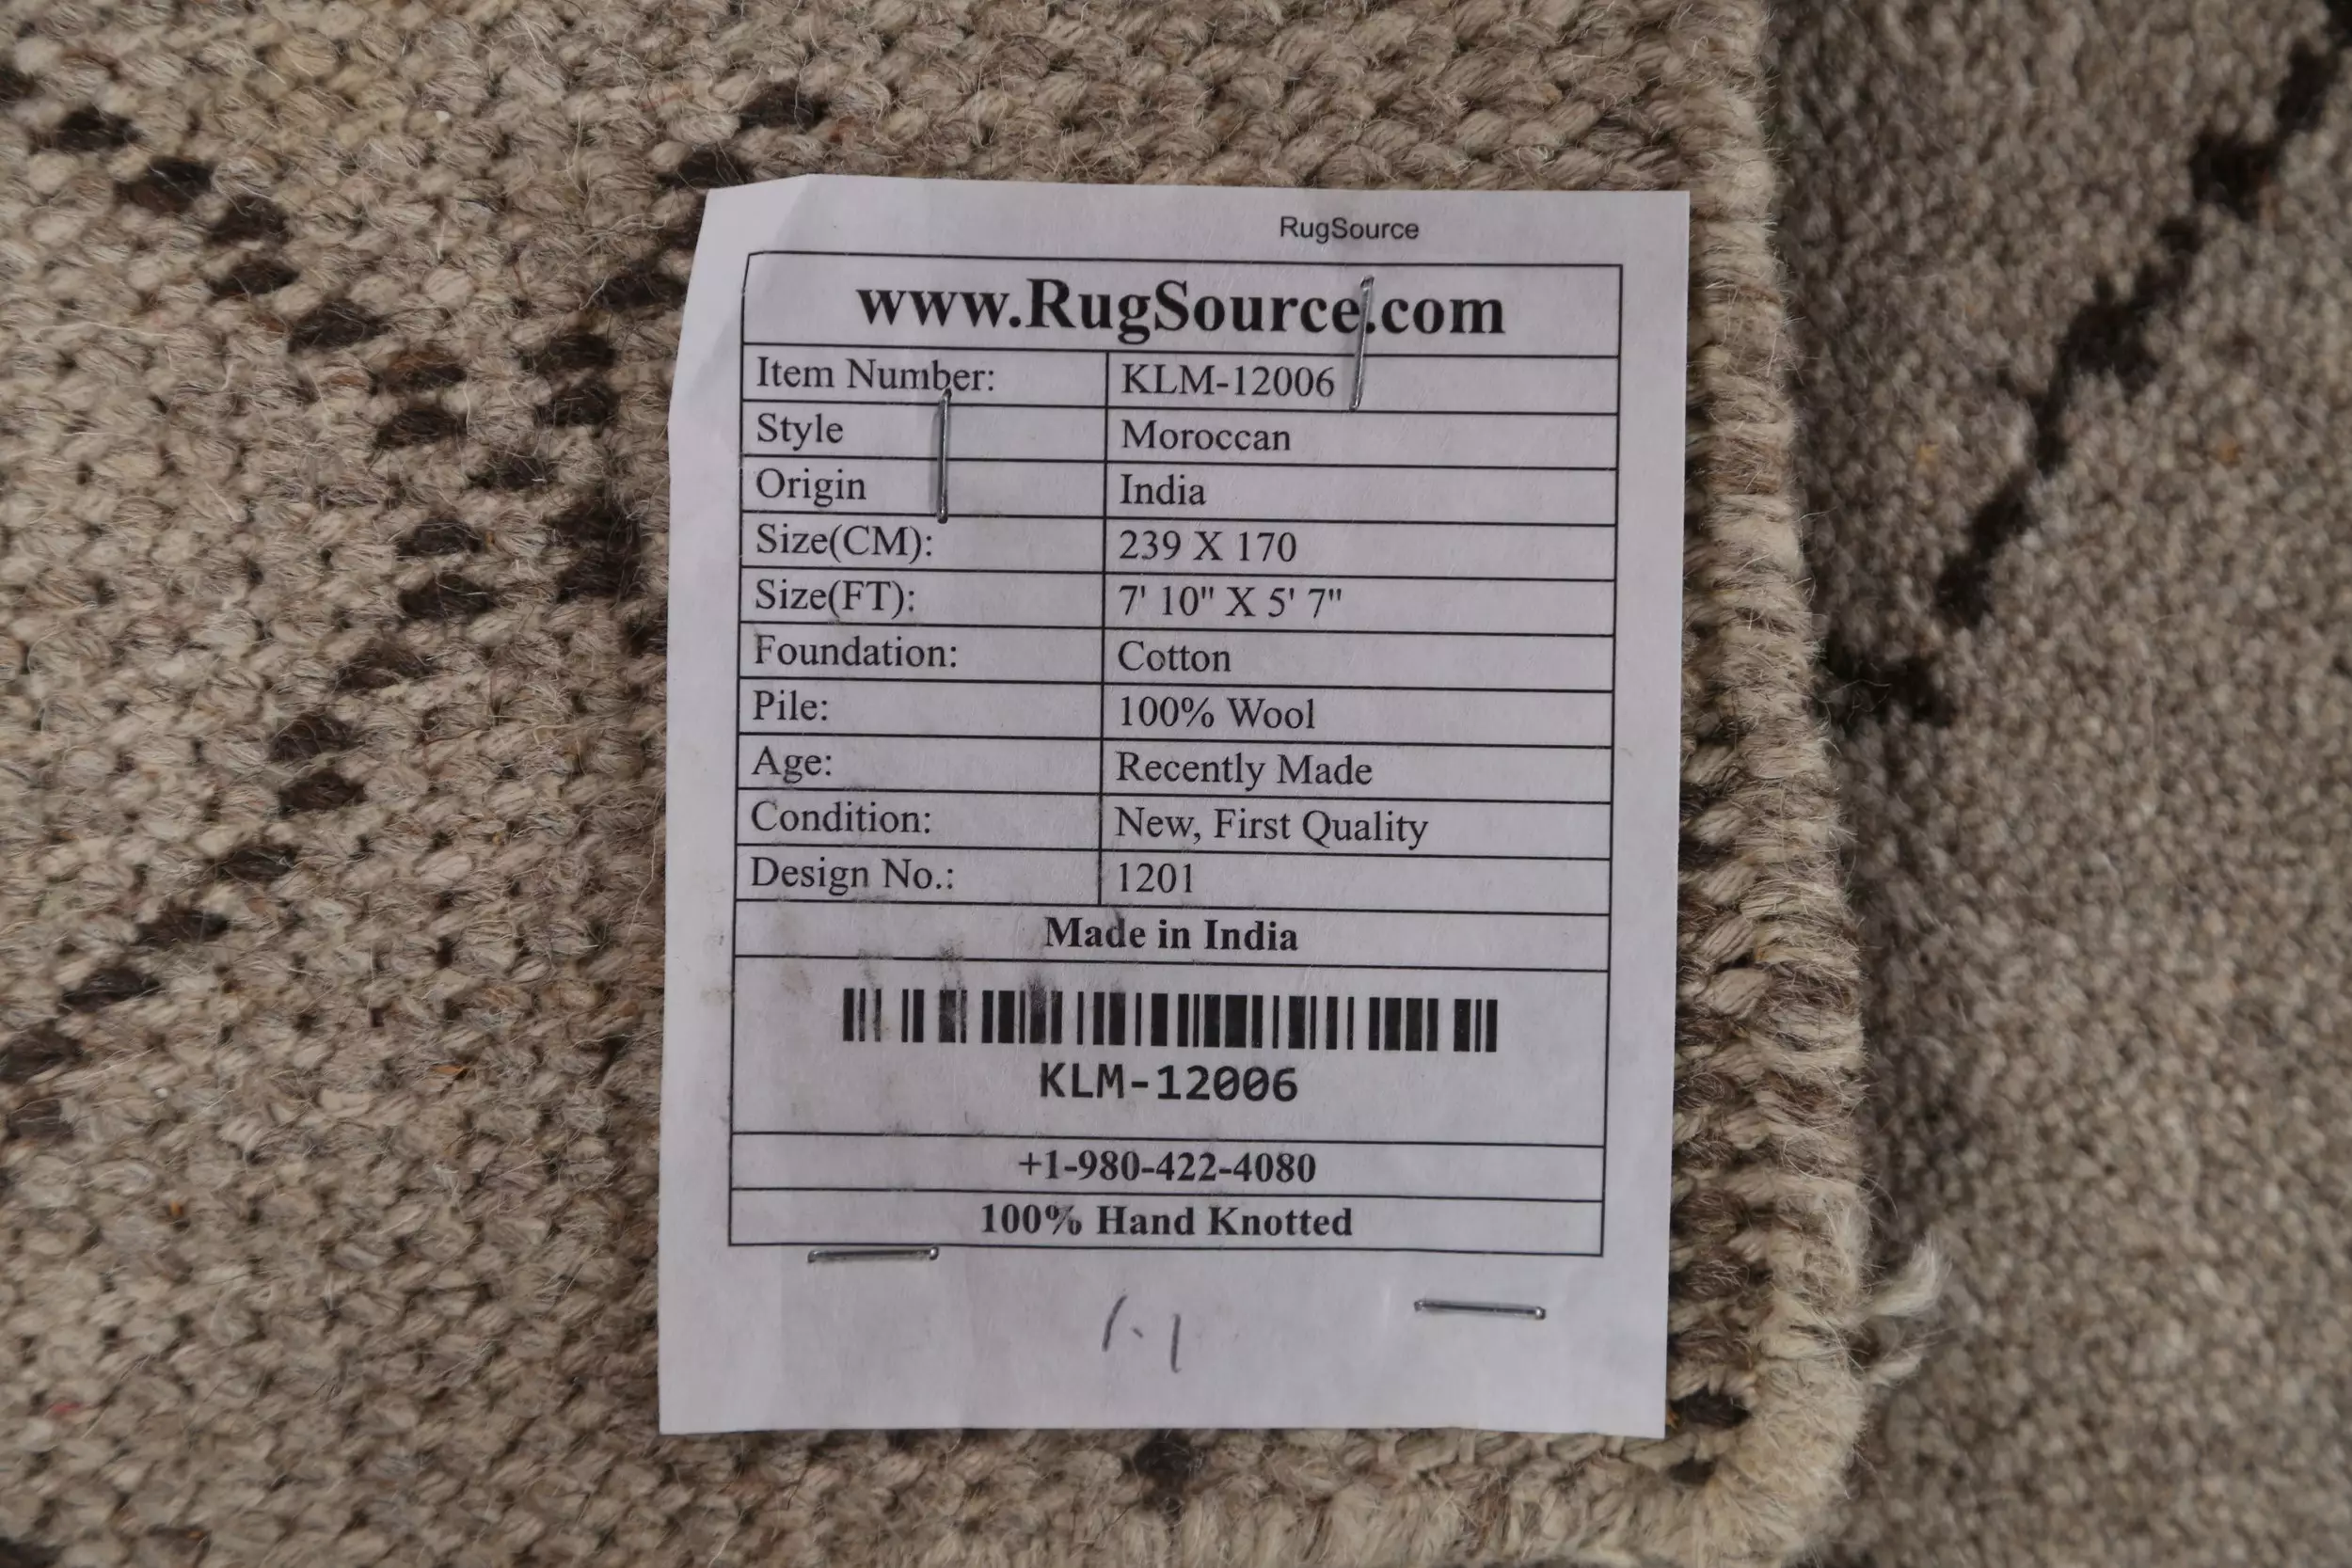 RugSource
www.RugSource.com
Item Number: KLM-12006
Style Moroccan
Origin India
Size(CM): 239 X 170
Size(FT): 7' 10" X 5' 7"
Foundation: Cotton
Pile: 100% Wool
Age: Recently Made
Condition: New, First Quality
Design No.: 1201
Made in India
KLM-12006
+1-980-422-4080
100% Hand Knotted
1.1